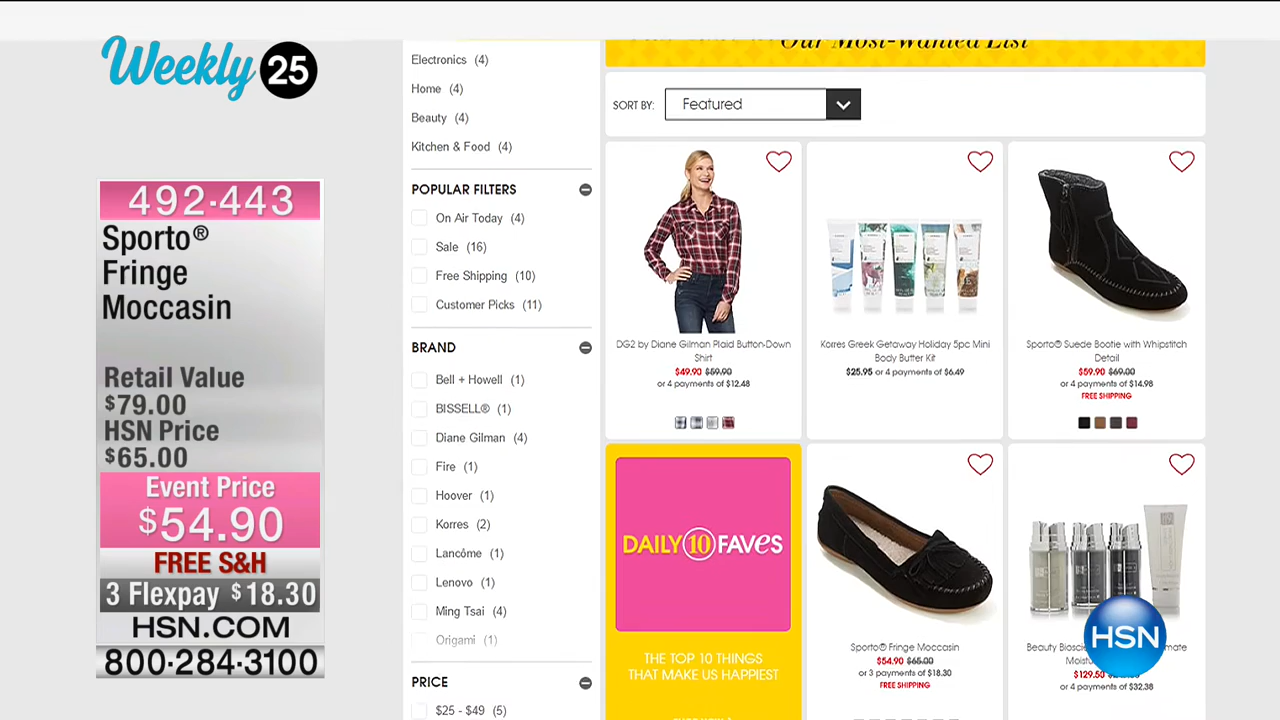 Weekly 25
492-443
Sporto®
Fringe
Moccasin
Retail Value
$79.00
HSN Price
$65.00
Event Price
$54.90
FREE S&H
3 Flexpay $18.30
HSN.COM
800-284-3100
Electronics (4)
Home (4)
Beauty (4)
Kitchen & Food (4)
POPULAR FILTERS
On Air Today (4)
Sale (16)
Free Shipping (10)
Customer Picks (11)
BRAND
Bell + Howell (1)
BISSELL® (1)
Diane Gilman (4)
Fire (1)
Hoover (1)
Korres (2)
Lancôme (1)
Lenovo (1)
Ming Tsai (4)
Origami (1)
PRICE
$25 - $49 (5)
Our Most-Wanted List
SORT BY: Featured
DG2 by Diane Gilman Plaid Button-Down
Shirt
$49.90 $59.90
or 4 payments of $12.48
Korres Greek Getaway Holiday 5pc Mini
Body Butter Kit
$25.95 or 4 payments of $6.49
Sporto® Suede Bootie with Whipstitch
Detail
$59.90 $69.00
or 4 payments of $14.98
FREE SHIPPING
DAILY 10 FAVES
THE TOP 10 THINGS
THAT MAKE US HAPPIEST
Sporto® Fringe Moccasin
$54.90 $65.00
or 3 payments of $18.30
FREE SHIPPING
Beauty
$129.50
or 4 payments of $32.38
HSN